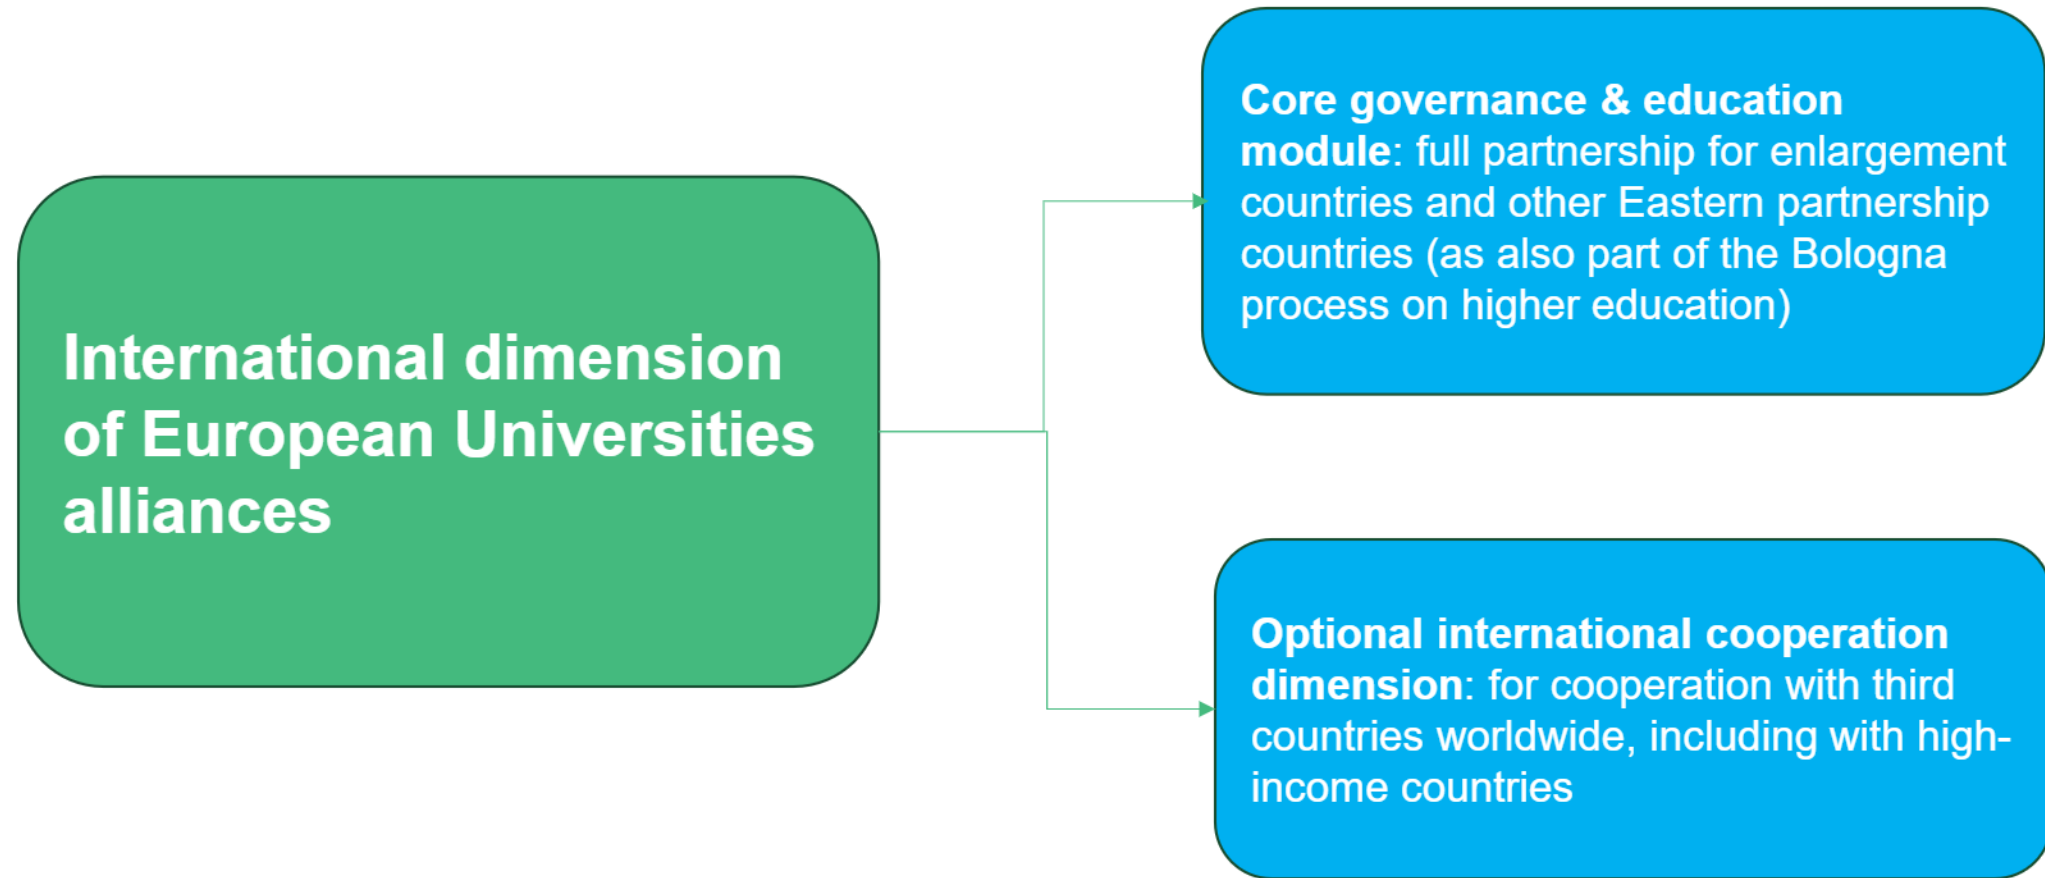 International dimension
of European Universities
alliances
Core governance & education
module: full partnership for enlargement
countries and other Eastern partnership
countries (as also part of the Bologna
process on higher education)
Optional international cooperation
dimension: for cooperation with third
countries worldwide, including with high-
income countries